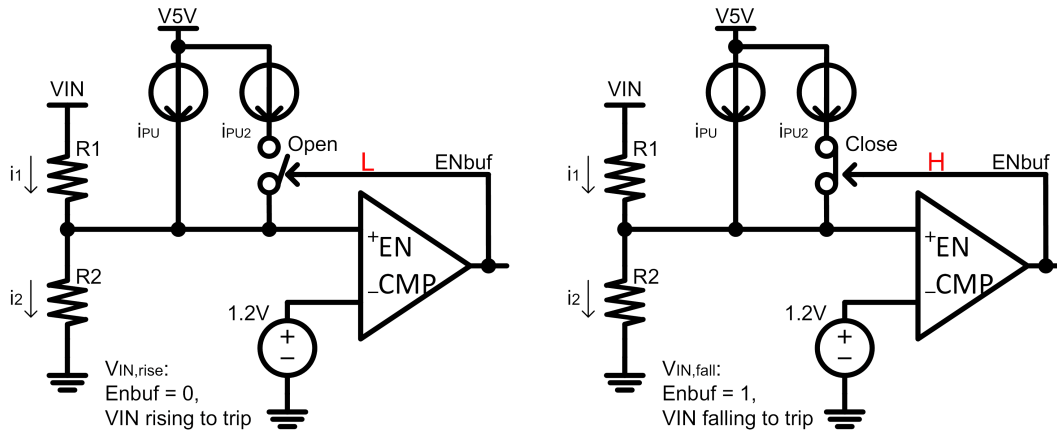 V5V
VIN
iPU
iPU2
Open
R1
i1
L
ENbuf
+
EN
_CMP
R2
i2
1.2V
+
–
VIN,rise:
Enbuf = 0,
VIN rising to trip
V5V
VIN
iPU
iPU2
Close
R1
i1
H
ENbuf
+
EN
_CMP
R2
i2
1.2V
+
–
VIN,fall:
Enbuf = 1,
VIN falling to trip